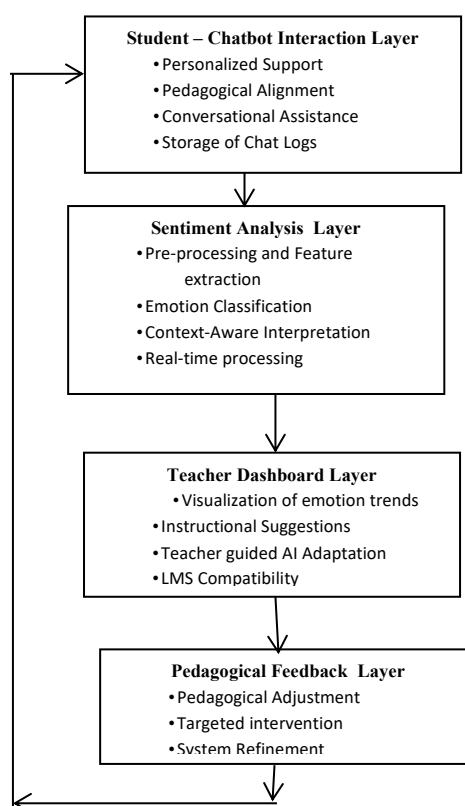 Student – Chatbot Interaction Layer
• Personalized Support
• Pedagogical Alignment
• Conversational Assistance
• Storage of Chat Logs
Sentiment Analysis Layer
• Pre-processing and Feature
extraction
• Emotion Classification
• Context-Aware Interpretation
• Real-time processing
Teacher Dashboard Layer
• Visualization of emotion trends
• Instructional Suggestions
• Teacher guided AI Adaptation
• LMS Compatibility
Pedagogical Feedback Layer
• Pedagogical Adjustment
• Targeted intervention
• System Refinement